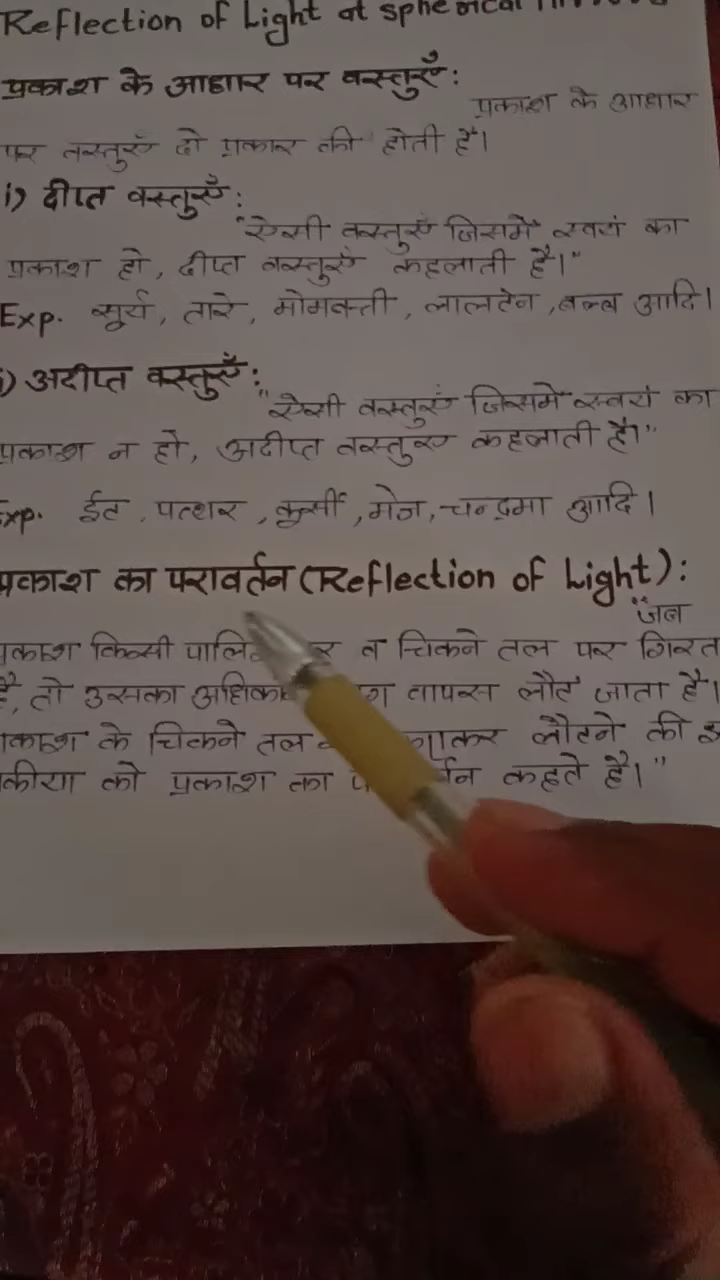 Reflection of Light at spherical
प्रकाश के आधार पर वस्तुएँ:
प्रकाश के आधार
पर वस्तुएँ दो प्रकार की होती है।
i) दीप्त वस्तुएँ:
"ऐसी वस्तुएँ जिसमें स्वयं का
प्रकाश हो, दीप्त वस्तुएँ कहलाती है।"
Exp. सूर्य, तारे, मोमबत्ती, लालटेन, बल्ब आदि।
i) अदीप्त वस्तुएँ:
"ऐसी वस्तुएं जिसमें स्वयं का
प्रकाश न हो, अदीप्त वस्तुए कहलाती है।"
Exp. ईट, पत्थर, कुर्सी, मेज, चन्द्रमा आदि।
प्रकाश का परावर्तन (Reflection of Light):
"जब
प्रकाश किसी व चिकने तल पर गिरत
है, तो उसका वापस लौट जाता है।
के चिकने तल लौटने की
को प्रकाश का कहते है।"